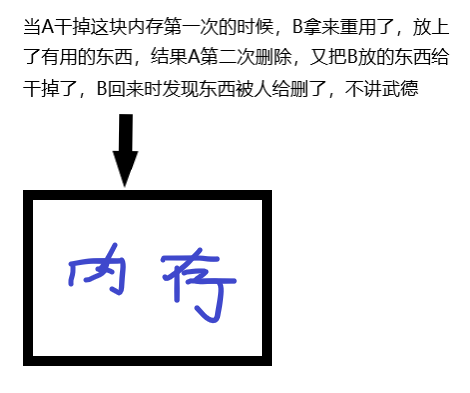 当A干掉这块内存第一次的时候，B拿来重用了，放上
了有用的东西，结果A第二次删除，又把B放的东西给
干掉了，B回来时发现东西被人给删了，不讲武德
内存